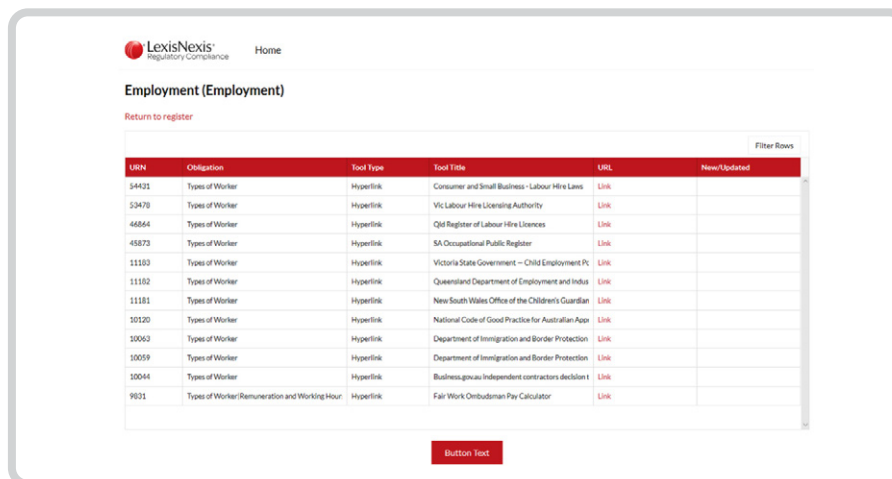 LexisNexis®
Regulatory Compliance
Home
Employment (Employment)
Return to register
Filter Rows
URN Obligation Tool Type Tool Title URL New/Updated
54431 Types of Worker Hyperlink Consumer and Small Business - Labour Hire Laws Link
53478 Types of Worker Hyperlink Vic Labour Hire Licensing Authority Link
46864 Types of Worker Hyperlink Qld Register of Labour Hire Licences Link
45873 Types of Worker Hyperlink SA Occupational Public Register Link
11183 Types of Worker Hyperlink Victoria State Government — Child Employment Pc Link
11182 Types of Worker Hyperlink Queensland Department of Employment and Indus Link
11181 Types of Worker Hyperlink New South Wales Office of the Children's Guardian Link
10120 Types of Worker Hyperlink National Code of Good Practice for Australian Appr Link
10063 Types of Worker Hyperlink Department of Immigration and Border Protection Link
10059 Types of Worker Hyperlink Department of Immigration and Border Protection Link
10044 Types of Worker Hyperlink Business.gov.au Independent contractors decision t Link
9831 Types of Worker|Remuneration and Working Hour Hyperlink Fair Work Ombudsman Pay Calculator Link
Button Text